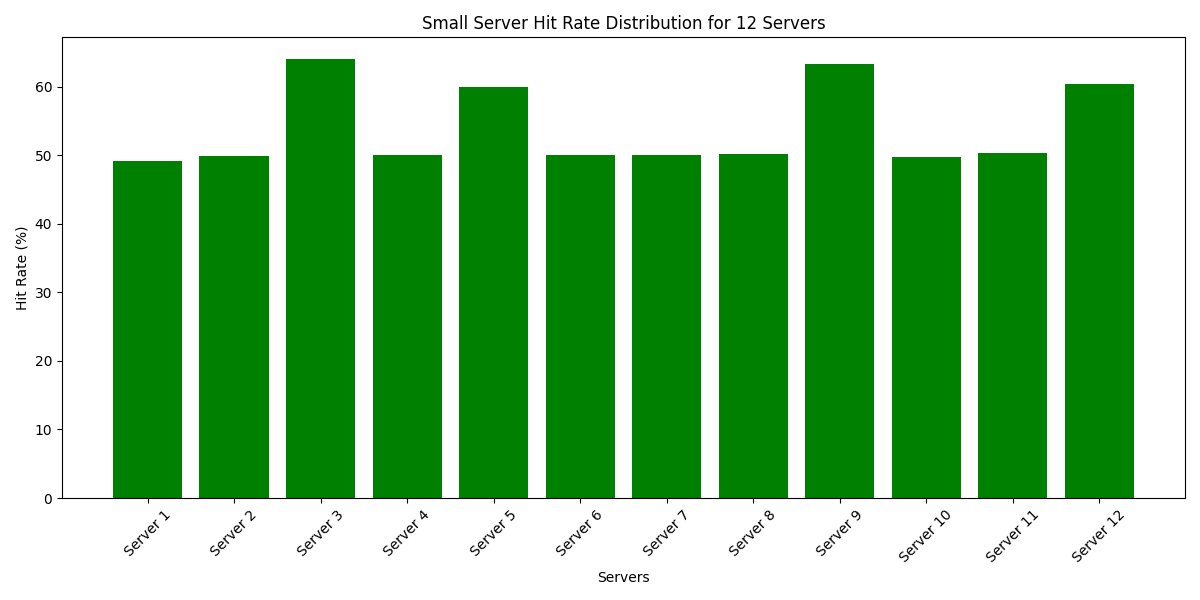 Small Server Hit Rate Distribution for 12 Servers
Hit Rate (%)
60
50
40
30
20
10
0
Server 1
Server 2
Server 3
Server 4
Server 5
Server 6
Server 7
Server 8
Server 9
Server 10
Server 11
Server 12
Servers